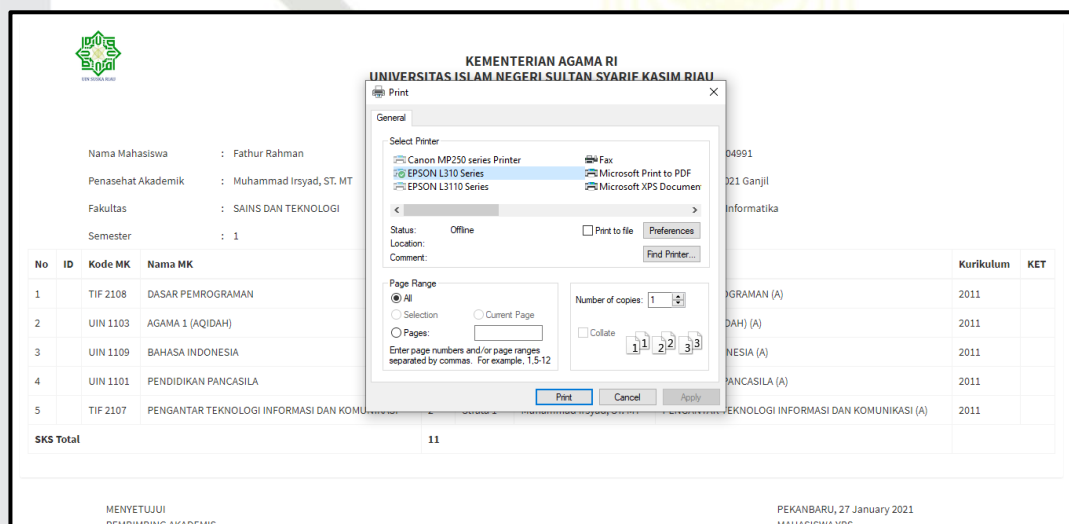 UIN SUSKA RIAU
KEMENTERIAN AGAMA RI
UNIVERSITAS ISLAM NEGERI SULTAN SYARIF KASIM RIAU
Print
General
Select Printer
Canon MP250 series Printer Fax
EPSON L310 Series Microsoft Print to PDF
EPSON L3110 Series Microsoft XPS Documen
Status: Offline Print to file Preferences
Location:
Comment: Find Printer...
Page Range
All
Selection Current Page
Pages:
Enter page numbers and/or page ranges
separated by commas. For example, 1,5-12
Number of copies: 1
Collate
1 1 2 2 3 3
Print Cancel Apply
Nama Mahasiswa : Fathur Rahman 04991
Penasehat Akademik : Muhammad Irsyad, ST. MT 021 Ganjil
Fakultas : SAINS DAN TEKNOLOGI Informatika
Semester : 1
No ID Kode MK Nama MK Kurikulum KET
1 TIF 2108 DASAR PEMROGRAMAN OGRAMAN (A) 2011
2 UIN 1103 AGAMA 1 (AQIDAH) DAH) (A) 2011
3 UIN 1109 BAHASA INDONESIA NESIA (A) 2011
4 UIN 1101 PENDIDIKAN PANCASILA PANCASILA (A) 2011
5 TIF 2107 PENGANTAR TEKNOLOGI INFORMASI DAN TEKNOLOGI INFORMASI DAN KOMUNIKASI (A) 2011
SKS Total 11
MENYETUJUI PEKANBARU, 27 January 2021